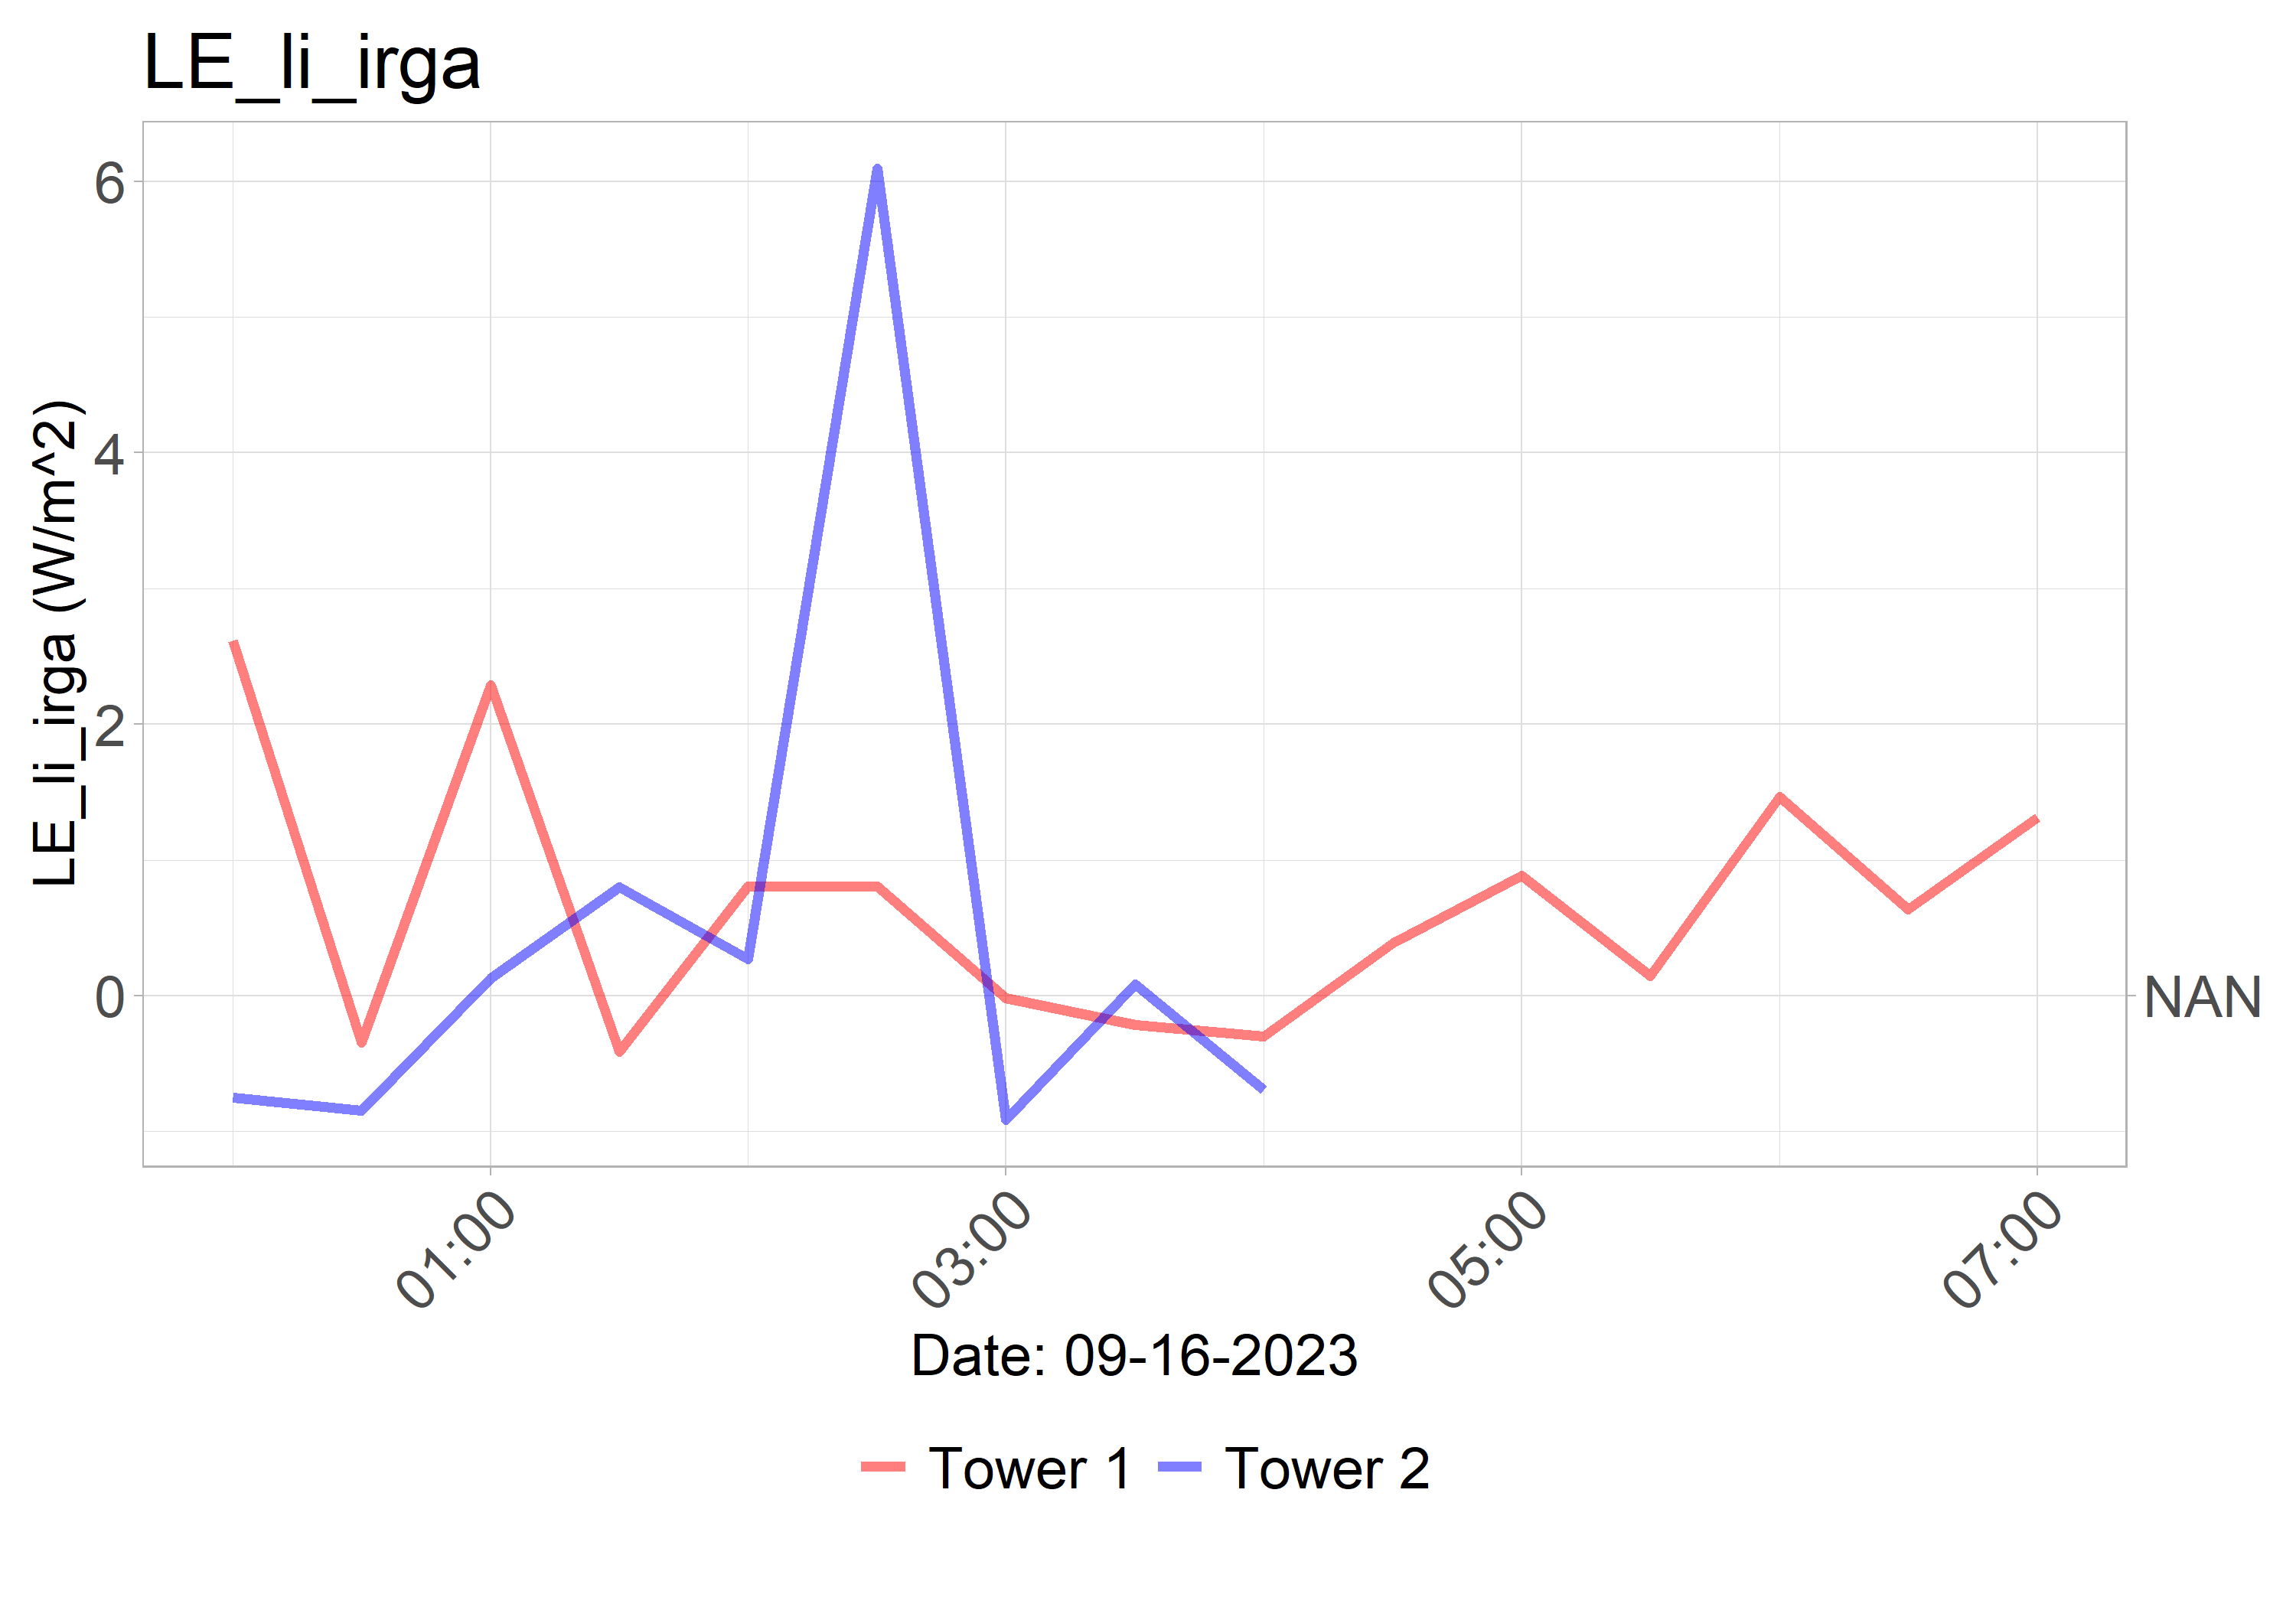 LE_li_irga
LE_li_irga (W/m^2)
6
4
2
0
NAN
01:00
03:00
05:00
07:00
Date: 09-16-2023
Tower 1
Tower 2